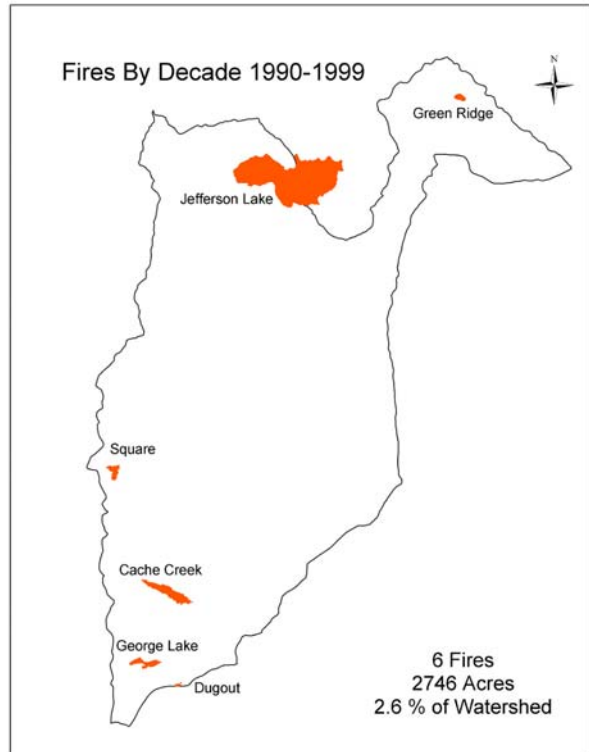 Fires By Decade 1990-1999
N
Green Ridge
Jefferson Lake
Square
Cache Creek
George Lake
Dugout
6 Fires
2746 Acres
2.6 % of Watershed